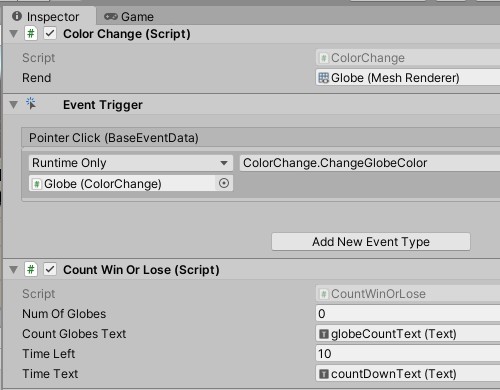 Inspector Game
# Color Change (Script)
Script # ColorChange
Rend Globe (Mesh Renderer)
Event Trigger
Pointer Click (BaseEventData)
Runtime Only ColorChange.ChangeGlobeColor
# Globe (ColorChange)
Add New Event Type
# Count Win Or Lose (Script)
Script # CountWinOrLose
Num Of Globes 0
Count Globes Text T globeCountText (Text)
Time Left 10
Time Text T countDownText (Text)